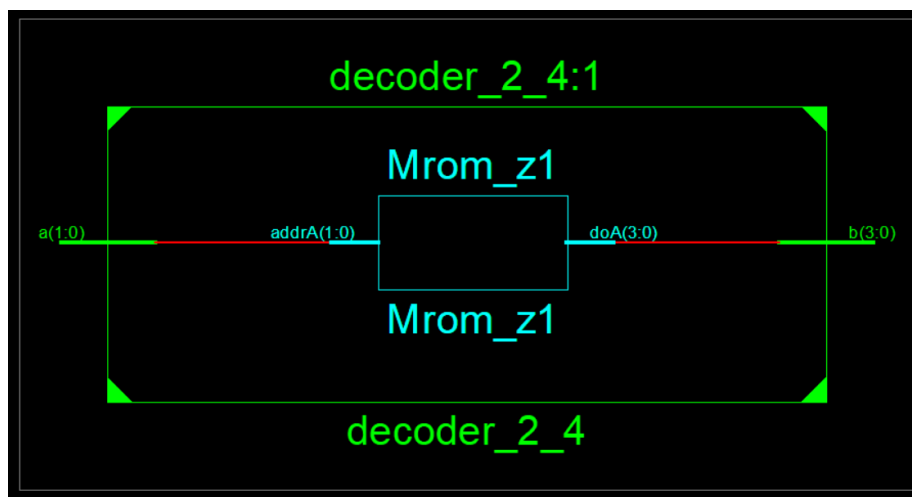 decoder_2_4:1
Mrom_z1
a(1:0)
addrA(1:0)
doA(3:0)
b(3:0)
Mrom_z1
decoder_2_4